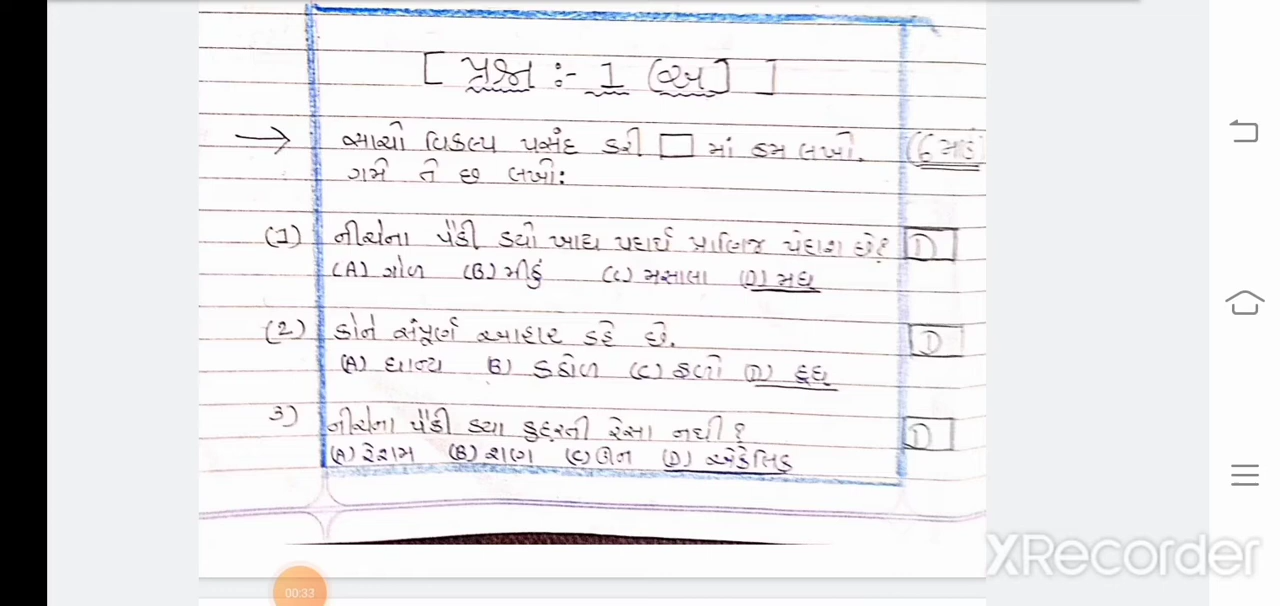 [ પ્રશ્ન :- 1 (અ) ]
→ સાચો વિકલ્પ પસંદ કરી □ માં ક્રમ લખો. (6 માર્ક
ગમે તે છ લખો:
(1) નીચેના પૈકી કયો ખાદ્ય પદાર્થ પ્રાણિજ પેદાશ છે? D
(A) ગોળ (B) મીઠું (C) મસાલા (D) મધ
(2) કોને સંપૂર્ણ આહાર કહે છે. D
(A) ધાન્ય (B) કઠોળ (C) ફળો (D) દૂધ
3) નીચેના પૈકી કયા કુદરતી રેસા નથી? D
(A) રેશમ (B) શણ (C) ઊન (D) એક્રેલિક
XRecorder
00:33